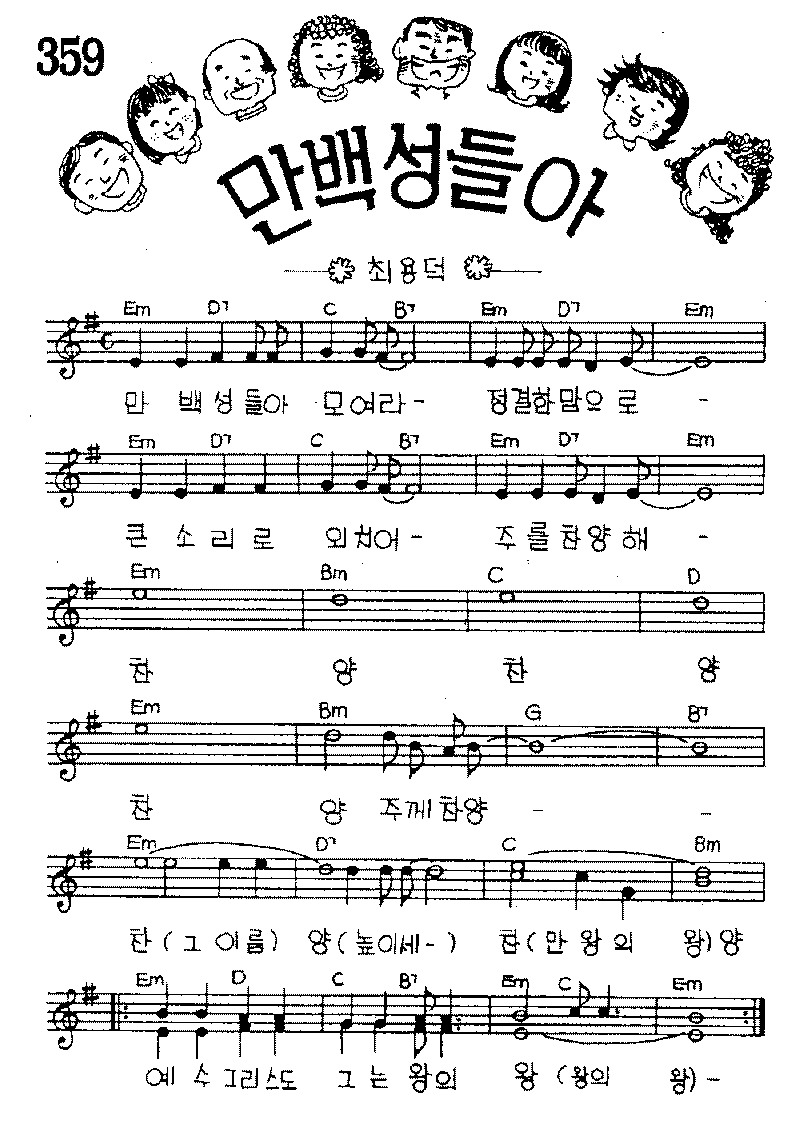 359
만백성들아
최용덕
Em D7 C B7 Em D7 Em
만 백 성 들아 모여라 - 정결한맘으로 -
Em D7 C B7 Em D7 Em
큰 소 리 로 외쳐어 - 주를찬양해 -
Em Bm C D
찬 양 찬 양
Em Bm G B7
찬 양 주께찬양 - -
Em D7 C Bm
찬 ( 그 이름 ) 양 ( 높이세 - ) 찬 ( 만 왕 의 왕) 양
Em D C B7 Em C Em
예 수 그리스도 그 는 왕의 왕 ( 왕의 왕) -